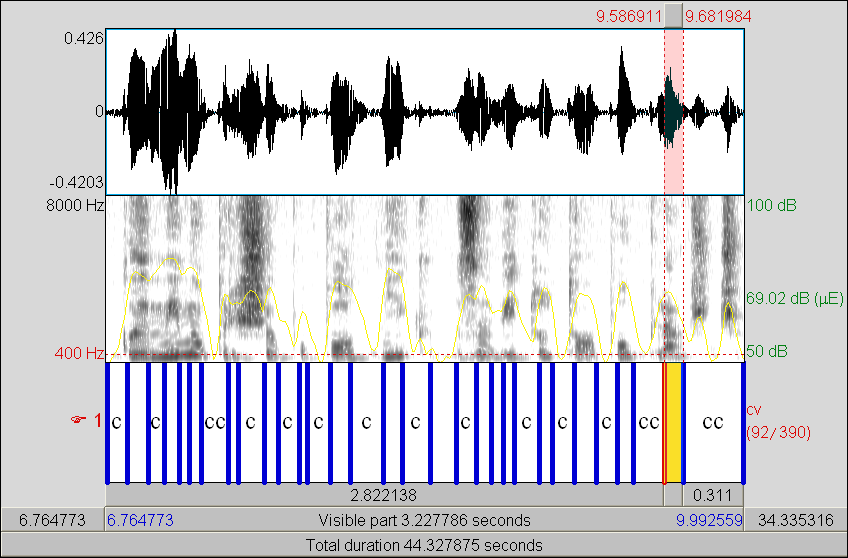 9.586911 9.681984
0.426
0
-0.4203
8000 Hz 100 dB
69.02 dB (µE)
400 Hz 50 dB
☞ 1 c c cc c c c c c c c c cc cc cv
(92/390)
2.822138 0.311
6.764773 6.764773 Visible part 3.227786 seconds 9.992559 34.335316
Total duration 44.327875 seconds